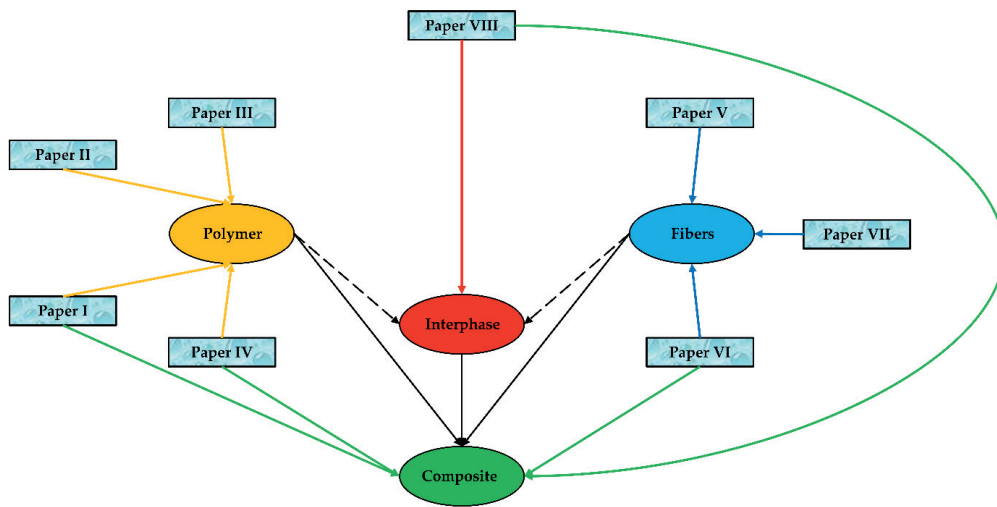 Paper VIII
Paper III
Paper V
Paper II
Polymer
Fibers
Paper VII
Paper I
Interphase
Paper IV
Paper VI
Composite